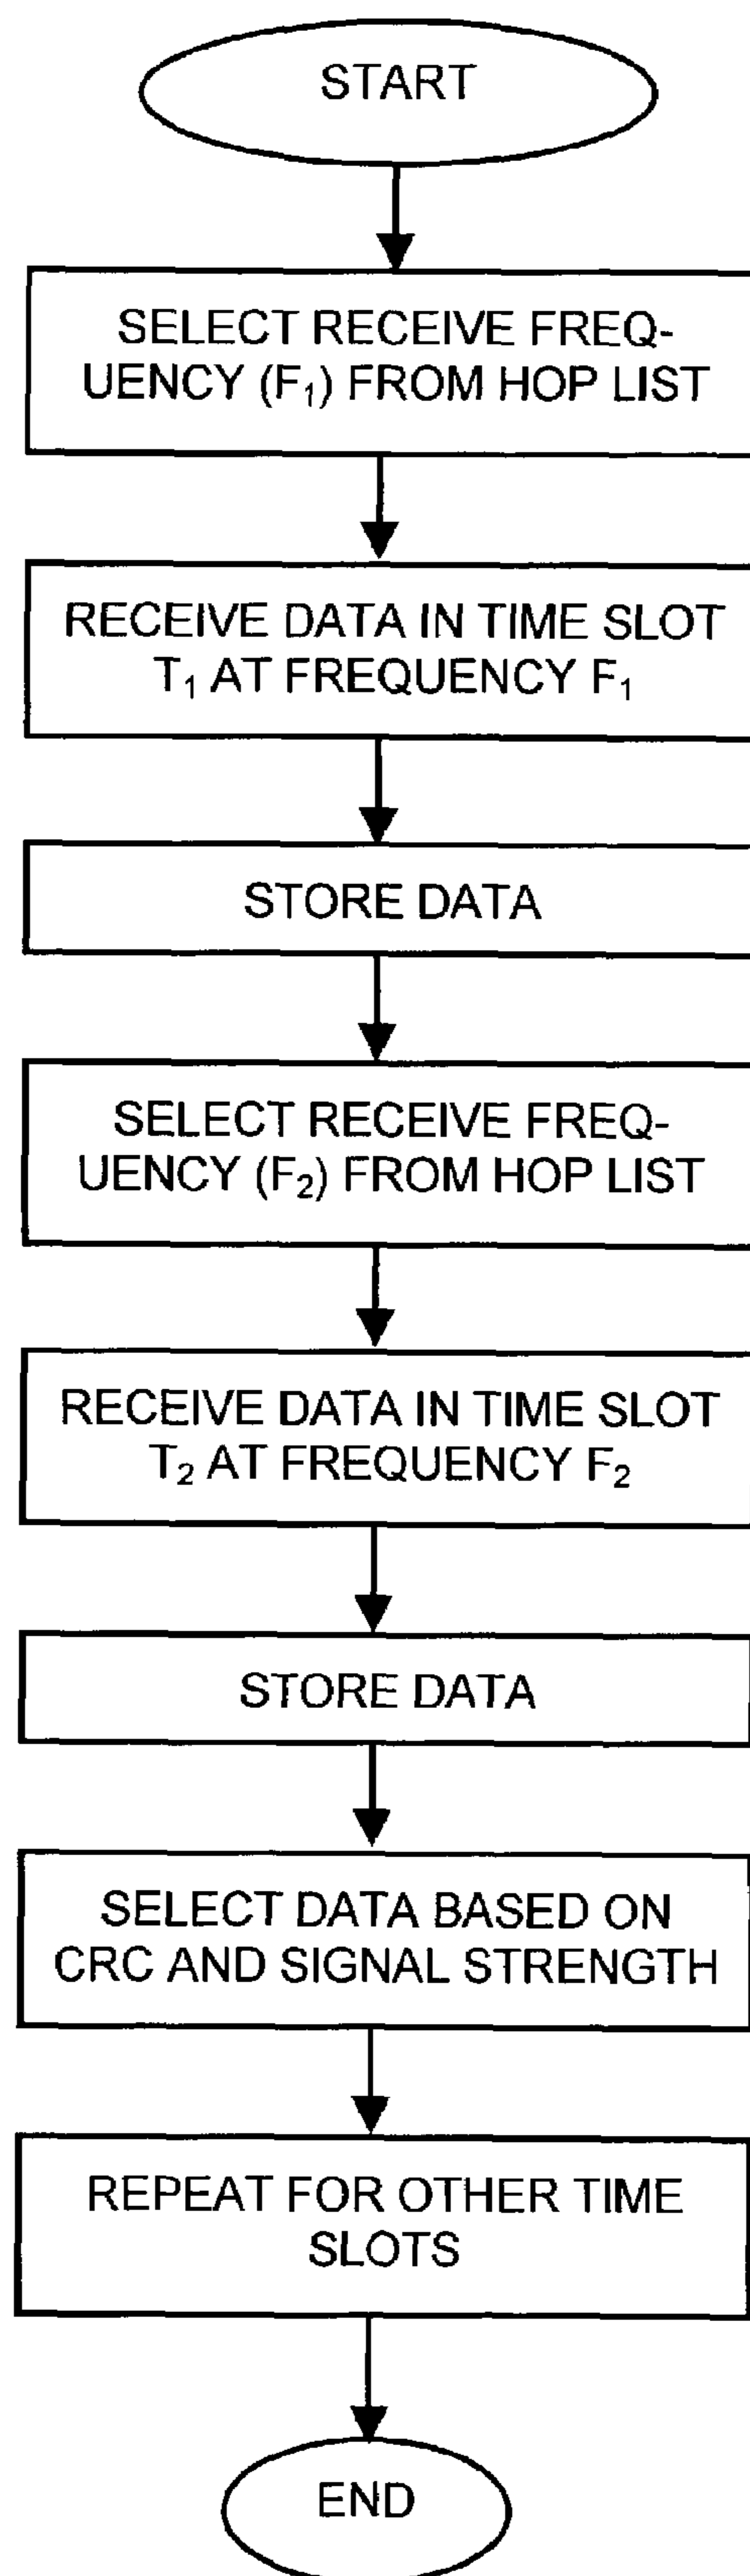 START
SELECT RECEIVE FREQ-
UENCY (F₁) FROM HOP LIST
RECEIVE DATA IN TIME SLOT
T₁ AT FREQUENCY F₁
STORE DATA
SELECT RECEIVE FREQ-
UENCY (F₂) FROM HOP LIST
RECEIVE DATA IN TIME SLOT
T₂ AT FREQUENCY F₂
STORE DATA
SELECT DATA BASED ON
CRC AND SIGNAL STRENGTH
REPEAT FOR OTHER TIME
SLOTS
END